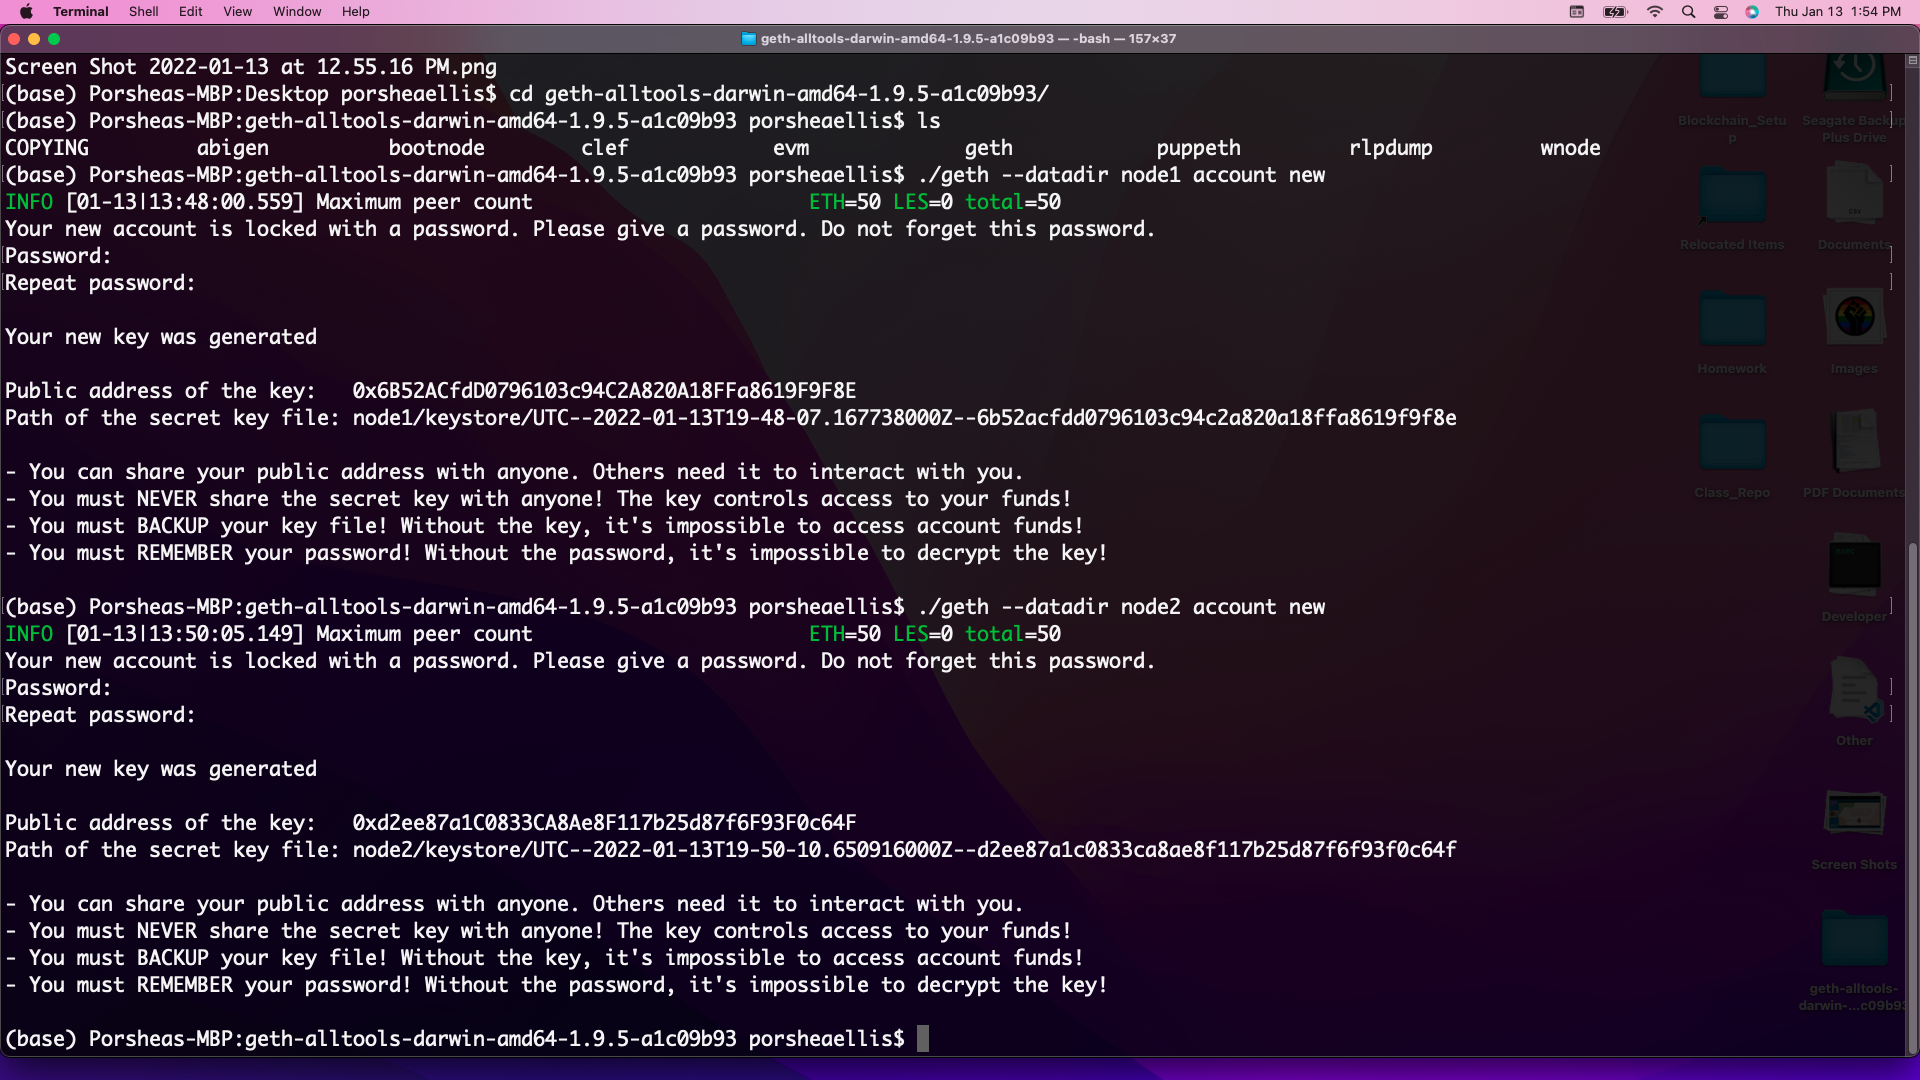 Terminal Shell Edit View Window Help Thu Jan 13 1:54 PM
geth-alltools-darwin-amd64-1.9.5-a1c09b93 — -bash — 157×37
Screen Shot 2022-01-13 at 12.55.16 PM.png
(base) Porsheas-MBP:Desktop porsheaellis$ cd geth-alltools-darwin-amd64-1.9.5-a1c09b93/
(base) Porsheas-MBP:geth-alltools-darwin-amd64-1.9.5-a1c09b93 porsheaellis$ ls
COPYING abigen bootnode clef evm geth puppeth rlpdump wnode
(base) Porsheas-MBP:geth-alltools-darwin-amd64-1.9.5-a1c09b93 porsheaellis$ ./geth --datadir node1 account new
INFO [01-13|13:48:00.559] Maximum peer count ETH=50 LES=0 total=50
Your new account is locked with a password. Please give a password. Do not forget this password.
Password:
Repeat password:
Your new key was generated
Public address of the key: 0x6B52ACfdD0796103c94C2A820A18FFa8619F9F8E
Path of the secret key file: node1/keystore/UTC--2022-01-13T19-48-07.167738000Z--6b52acfdd0796103c94c2a820a18ffa8619f9f8e
- You can share your public address with anyone. Others need it to interact with you.
- You must NEVER share the secret key with anyone! The key controls access to your funds!
- You must BACKUP your key file! Without the key, it's impossible to access account funds!
- You must REMEMBER your password! Without the password, it's impossible to decrypt the key!
(base) Porsheas-MBP:geth-alltools-darwin-amd64-1.9.5-a1c09b93 porsheaellis$ ./geth --datadir node2 account new
INFO [01-13|13:50:05.149] Maximum peer count ETH=50 LES=0 total=50
Your new account is locked with a password. Please give a password. Do not forget this password.
Password:
Repeat password:
Your new key was generated
Public address of the key: 0xd2ee87a1C0833CA8Ae8F117b25d87f6F93F0c64F
Path of the secret key file: node2/keystore/UTC--2022-01-13T19-50-10.650916000Z--d2ee87a1c0833ca8ae8f117b25d87f6f93f0c64f
- You can share your public address with anyone. Others need it to interact with you.
- You must NEVER share the secret key with anyone! The key controls access to your funds!
- You must BACKUP your key file! Without the key, it's impossible to access account funds!
- You must REMEMBER your password! Without the password, it's impossible to decrypt the key!
(base) Porsheas-MBP:geth-alltools-darwin-amd64-1.9.5-a1c09b93 porsheaellis$
Blockchain_Setu
p
Seagate Backup
Plus Drive
Relocated Items
Documents
Homework
Images
Class_Repo
PDF Documents
Developer
Other
Screen Shots
geth-alltools-
darwin-...c09b93